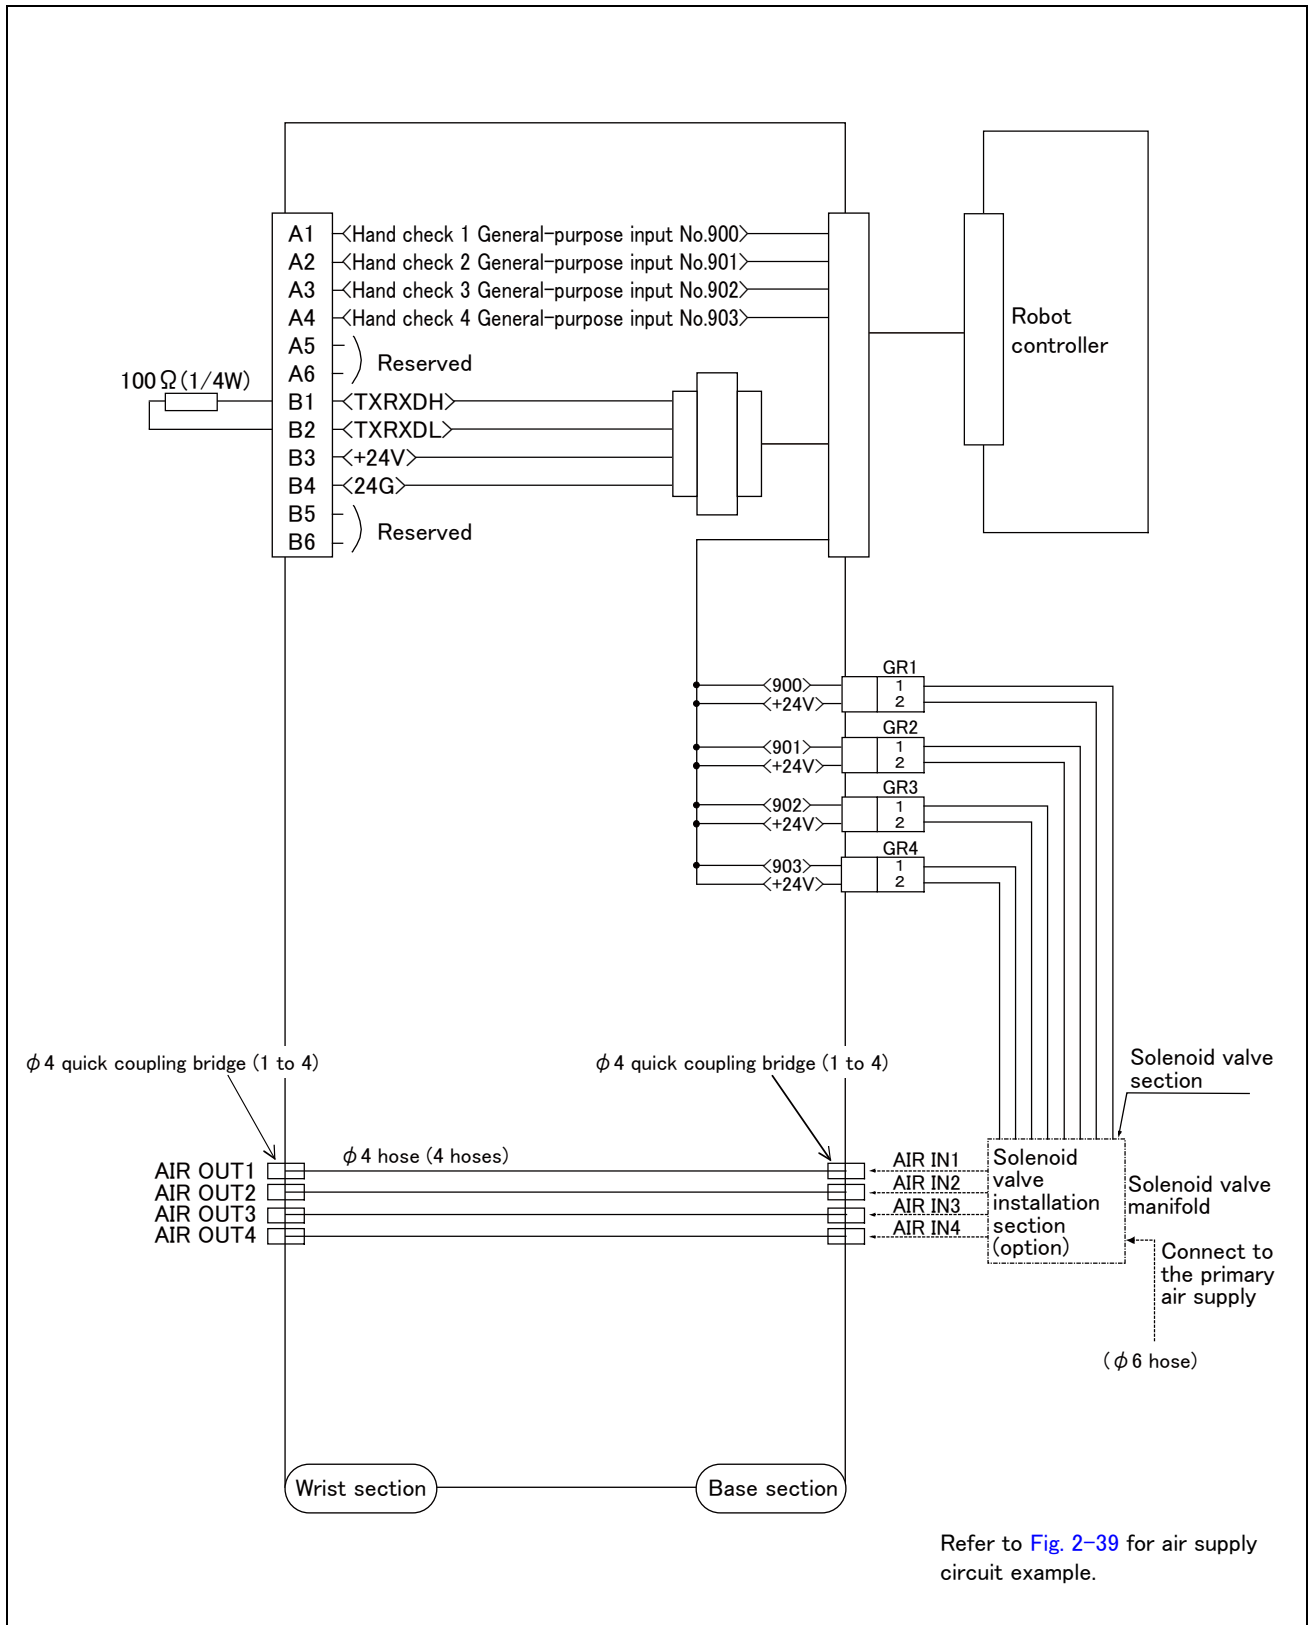 A1 <Hand check 1 General-purpose input No.900>
A2 <Hand check 2 General-purpose input No.901>
A3 <Hand check 3 General-purpose input No.902>
A4 <Hand check 4 General-purpose input No.903>
A5
A6
Reserved
100Ω(1/4W)
B1 <TXRXDH>
B2 <TXRXDL>
B3 <+24V>
B4 <24G>
B5
B6
Reserved
Robot
controller
GR1
<900> 1
<+24V> 2
GR2
<901> 1
<+24V> 2
GR3
<902> 1
<+24V> 2
GR4
<903> 1
<+24V> 2
φ4 quick coupling bridge (1 to 4)
φ4 quick coupling bridge (1 to 4)
Solenoid valve
section
φ4 hose (4 hoses)
AIR OUT1
AIR OUT2
AIR OUT3
AIR OUT4
AIR IN1
AIR IN2
AIR IN3
AIR IN4
Solenoid
valve
installation
section
(option)
Solenoid valve
manifold
Connect to
the primary
air supply
(φ6 hose)
Wrist section
Base section
Refer to Fig. 2-39 for air supply
circuit example.